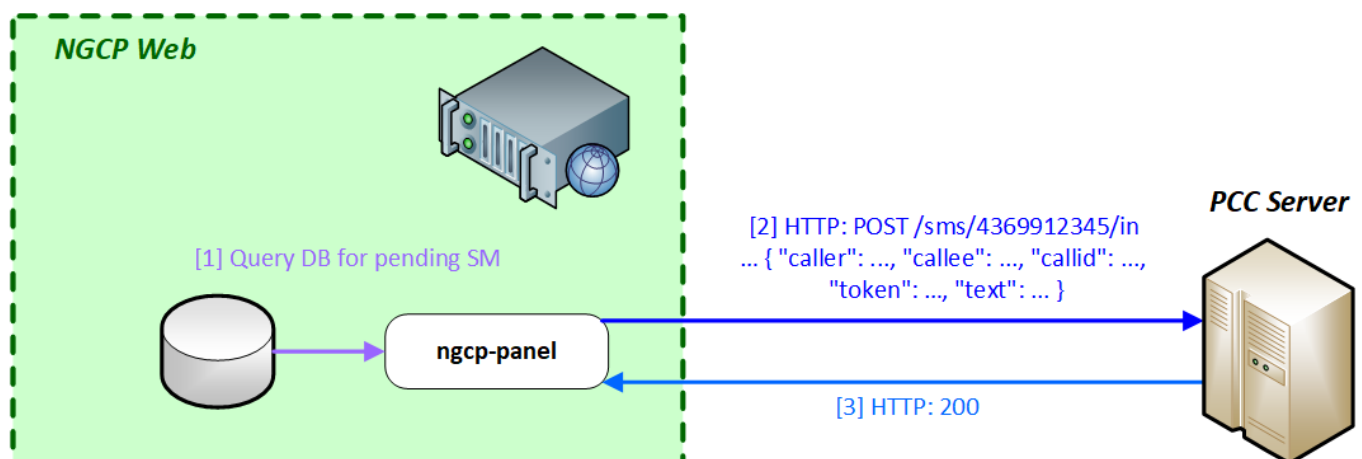 NGCP Web
[2] HTTP: POST /sms/4369912345/in
... { "caller": ..., "callee": ..., "callid": ...,
"token": ..., "text": ... }
PCC Server
[1] Query DB for pending SM
ngcp-panel
[3] HTTP: 200